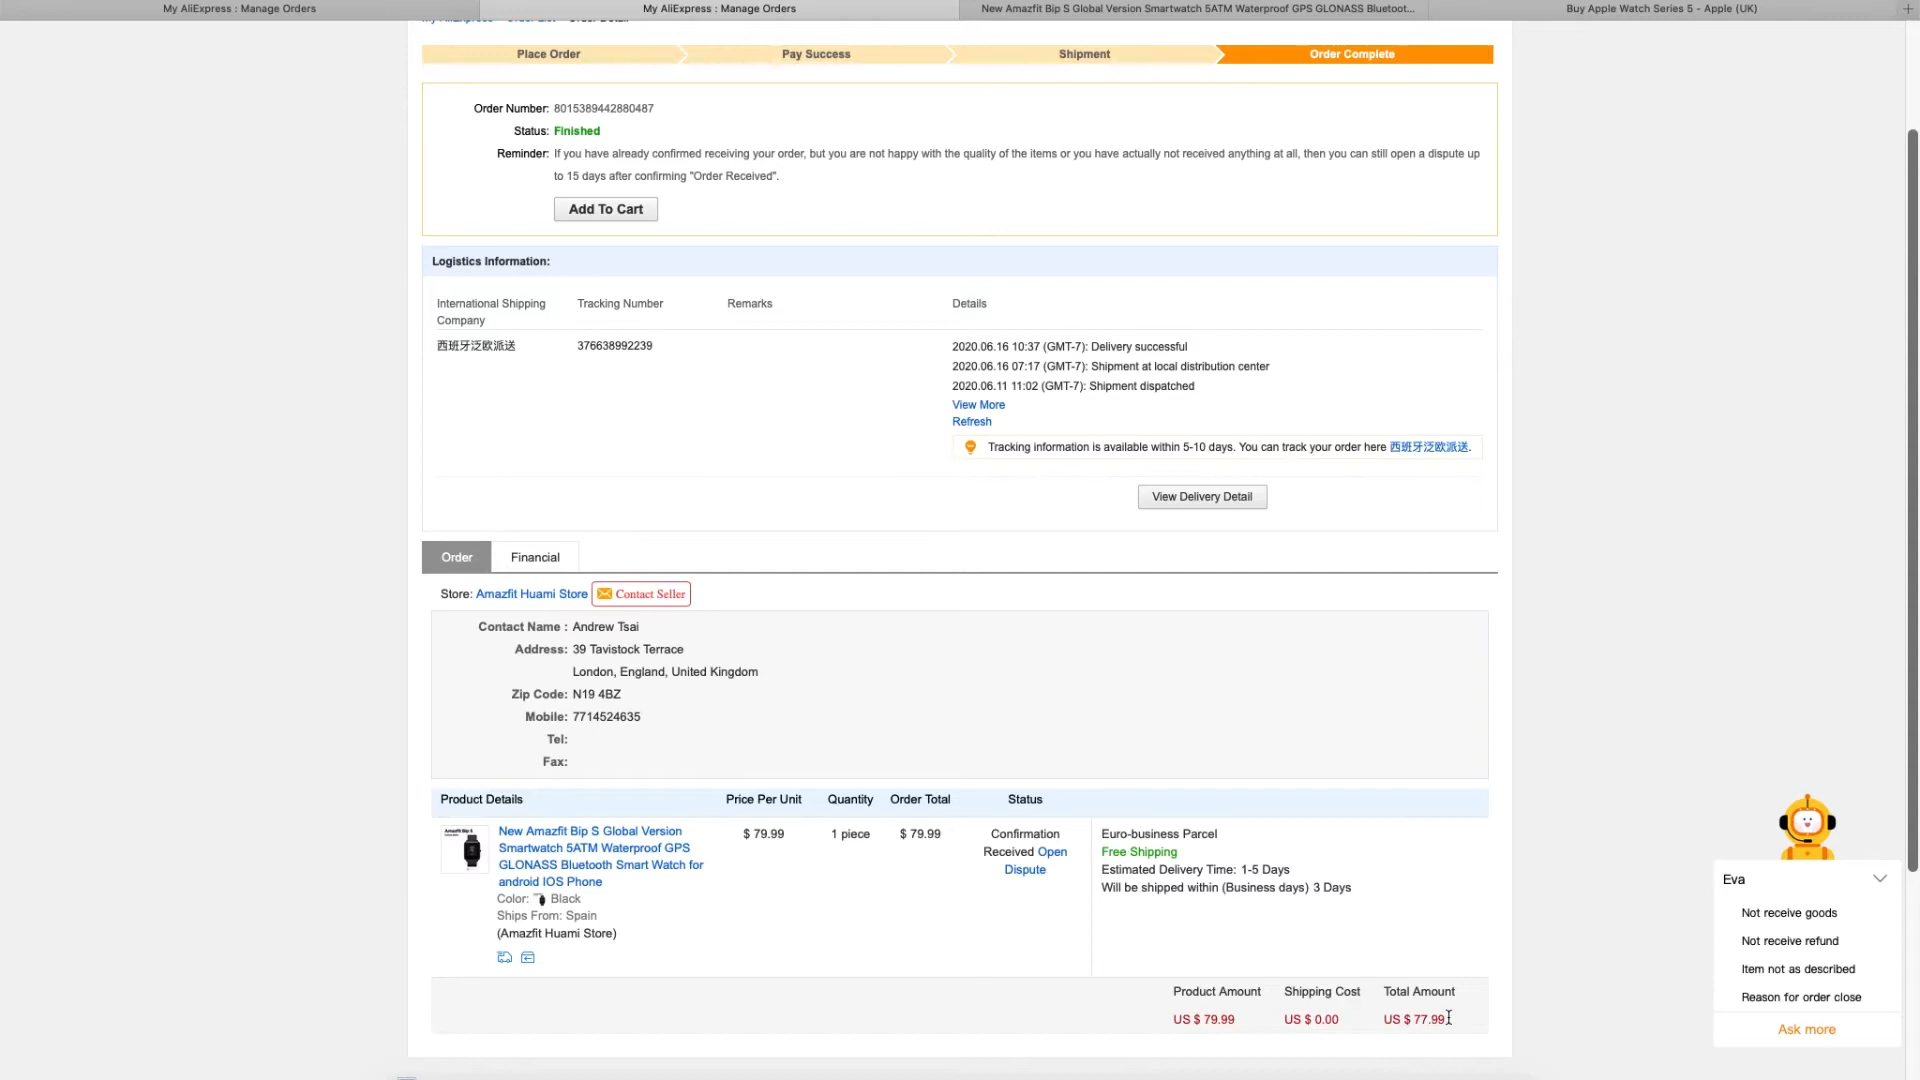 My AliExpress : Manage Orders
My AliExpress : Manage Orders
New Amazfit Bip S Global Version Smartwatch 5ATM Waterproof GPS GLONASS Bluetoot...
Buy Apple Watch Series 5 - Apple (UK)
My AliExpress Order List Order Detail
Place Order
Pay Success
Shipment
Order Complete
Order Number: 8015389442880487
Status: Finished
Reminder: If you have already confirmed receiving your order, but you are not happy with the quality of the items or you have actually not received anything at all, then you can still open a dispute up
to 15 days after confirming "Order Received".
Add To Cart
Logistics Information:
International Shipping
Company
Tracking Number
Remarks
Details
西班牙泛欧派送
376638992239
2020.06.16 10:37 (GMT-7): Delivery successful
2020.06.16 07:17 (GMT-7): Shipment at local distribution center
2020.06.11 11:02 (GMT-7): Shipment dispatched
View More
Refresh
Tracking information is available within 5-10 days. You can track your order here 西班牙泛欧派送.
View Delivery Detail
Order
Financial
Store: Amazfit Huami Store
Contact Seller
Contact Name : Andrew Tsai
Address: 39 Tavistock Terrace
London, England, United Kingdom
Zip Code: N19 4BZ
Mobile: 7714524635
Tel:
Fax:
Product Details
Price Per Unit
Quantity
Order Total
Status
Amazfit Bip S
New Amazfit Bip S Global Version
Smartwatch 5ATM Waterproof GPS
GLONASS Bluetooth Smart Watch for
android IOS Phone
Color: Black
Ships From: Spain
(Amazfit Huami Store)
$ 79.99
1 piece
$ 79.99
Confirmation
Received Open
Dispute
Euro-business Parcel
Free Shipping
Estimated Delivery Time: 1-5 Days
Will be shipped within (Business days) 3 Days
Product Amount
Shipping Cost
Total Amount
US $ 79.99
US $ 0.00
US $ 77.99
Eva
Not receive goods
Not receive refund
Item not as described
Reason for order close
Ask more